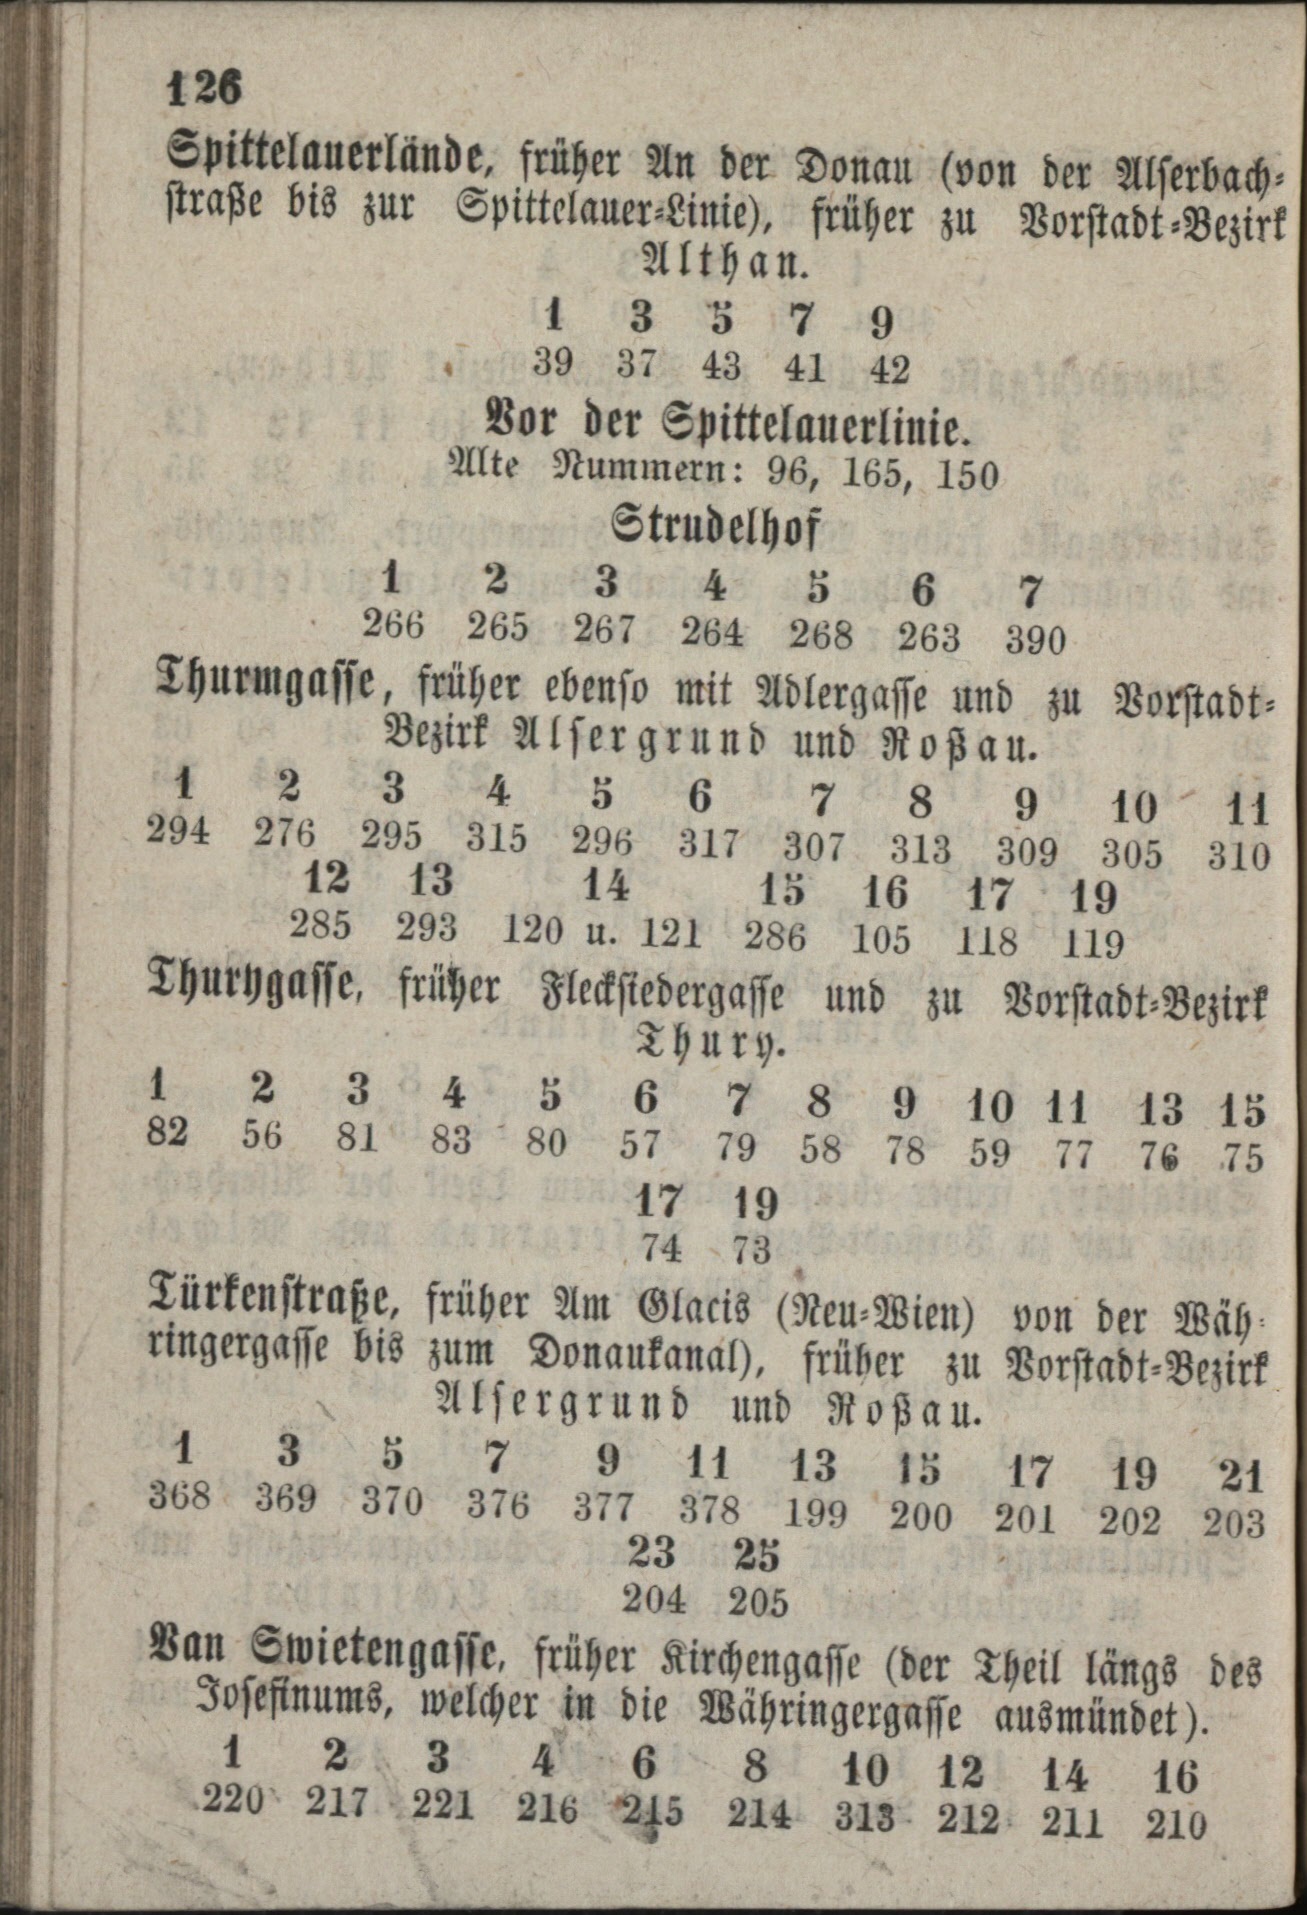 126
Spittelauerlände, früher An der Donau (von der Alserbach-
straße bis zur Spittelauer-Linie), früher zu Vorstadt-Bezirk
Althan.
1 3 5 7 9
39 37 43 41 42
Vor der Spittelauerlinie.
Alte Nummern: 96, 165, 150
Strudelhof
1 2 3 4 5 6 7
266 265 267 264 268 263 390
Thurmgasse, früher ebenso mit Adlergasse und zu Vorstadt-
Bezirk Alsergrund und Roßau.
1 2 3 4 5 6 7 8 9 10 11
294 276 295 315 296 317 307 313 309 305 310
12 13 14 15 16 17 19
285 293 120 u. 121 286 105 118 119
Thurygasse, früher Flecksiedergasse und zu Vorstadt-Bezirk
Thury.
1 2 3 4 5 6 7 8 9 10 11 13 15
82 56 81 83 80 57 79 58 78 59 77 76 75
17 19
74 73
Türkenstraße, früher Am Glacis (Neu-Wien) von der Wäh-
ringergasse bis zum Donaukanal), früher zu Vorstadt-Bezirk
Alsergrund und Roßau.
1 3 5 7 9 11 13 15 17 19 21
368 369 370 376 377 378 199 200 201 202 203
23 25
204 205
Van Swietengasse, früher Kirchengasse (der Theil längs des
Josefinums, welcher in die Währingergasse ausmündet).
1 2 3 4 6 8 10 12 14 16
220 217 221 216 215 214 313 212 211 210